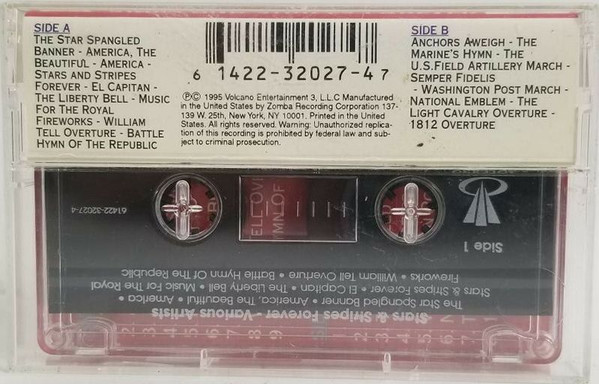 SIDE A
THE STAR SPANGLED
BANNER - AMERICA, THE
BEAUTIFUL - AMERICA -
STARS AND STRIPES
FOREVER - EL CAPITAN -
THE LIBERTY BELL - MUSIC
FOR THE ROYAL
FIREWORKS - WILLIAM
TELL OVERTURE - BATTLE
HYMN OF THE REPUBLIC
6 1422-32027-4 7
℗© 1995 Volcano Entertainment 3, L.L.C Manufactured
in the United States by Zomba Recording Corporation 137-
139 W. 25th, New York, NY 10001. Printed in the United
States. All rights reserved. Warning: Unauthorized replica-
tion of this recording is prohibited by federal law and sub-
ject to criminal prosecution.
SIDE B
ANCHORS AWEIGH - THE
MARINE'S HYMN - THE
U.S.FIELD ARTILLERY MARCH -
SEMPER FIDELIS
- WASHINGTON POST MARCH -
NATIONAL EMBLEM - THE
LIGHT CAVALRY OVERTURE -
1812 OVERTURE
Stars & Stripes Forever - Various Artists
The Star Spangled Banner • America, The Beautiful • America •
Stars & Stripes Forever • El Capitan • The Liberty Bell • Music For The Royal
Fireworks • William Tell Overture • Battle Hymn Of The Republic
Side 1
61422-32027-4